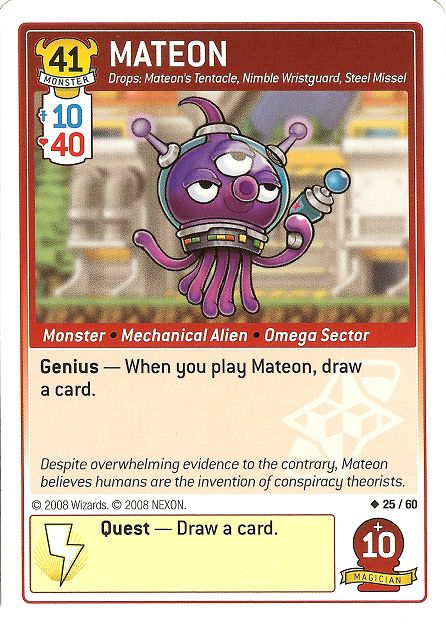 41
MONSTER
MATEON
Drops: Mateon's Tentacle, Nimble Wristguard, Steel Missel
10
40
Monster • Mechanical Alien • Omega Sector
Genius — When you play Mateon, draw
a card.
Despite overwhelming evidence to the contrary, Mateon
believes humans are the invention of conspiracy theorists.
© 2008 Wizards. © 2008 NEXON.
◆ 25 / 60
Quest — Draw a card.
+
10
MAGICIAN